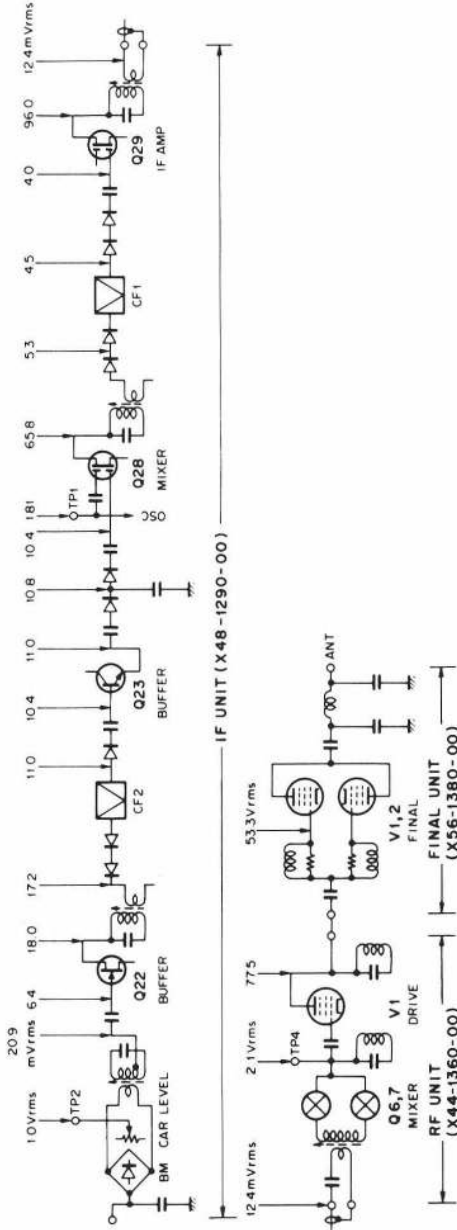 1.0Vrms
20.9
mVrms
6.4
18.0
17.2
11.0
10.4
11.0
10.8
10.4
181
65.8
5.3
4.5
4.0
96.0
12.4mVrms
TP2
TP1
BM
CAR LEVEL
Q22
BUFFER
CF2
Q23
BUFFER
OSC
Q28
MIXER
CF1
Q29
IF AMP
IF UNIT (X48-1290-00)
12.4mVrms
2.1Vrms
77.5
53.3Vrms
TP4
ANT
Q6,7
MIXER
V1
DRIVE
V1,2
FINAL
RF UNIT
(X44-1360-00)
FINAL UNIT
(X56-1380-00)